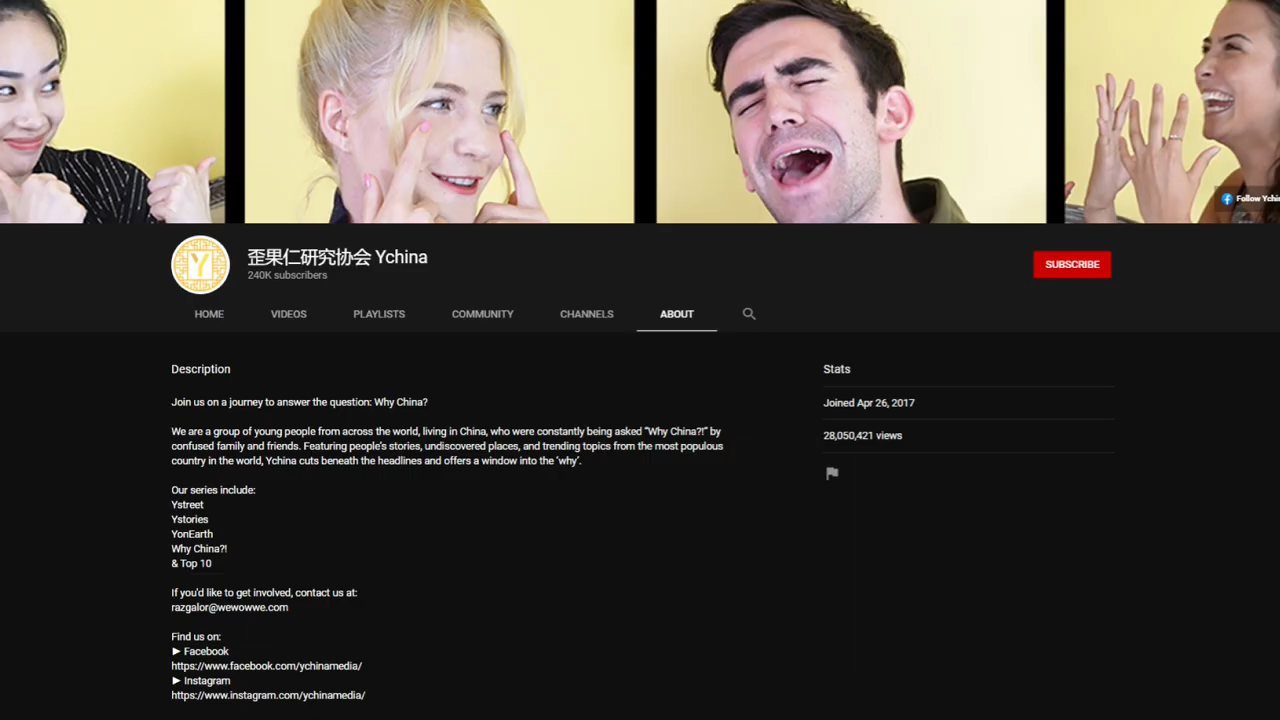 Follow Ychin
Y
歪果仁研究协会 Ychina
240K subscribers
SUBSCRIBE
HOME VIDEOS PLAYLISTS COMMUNITY CHANNELS ABOUT
Description
Join us on a journey to answer the question: Why China?
We are a group of young people from across the world, living in China, who were constantly being asked “Why China?!” by
confused family and friends. Featuring people's stories, undiscovered places, and trending topics from the most populous
country in the world, Ychina cuts beneath the headlines and offers a window into the ‘why’.
Our series include:
Ystreet
Ystories
YonEarth
Why China?!
& Top 10
If you'd like to get involved, contact us at:
razgalor@wewowwe.com
Find us on:
► Facebook
https://www.facebook.com/ychinamedia/
► Instagram
https://www.instagram.com/ychinamedia/
Stats
Joined Apr 26, 2017
28,050,421 views